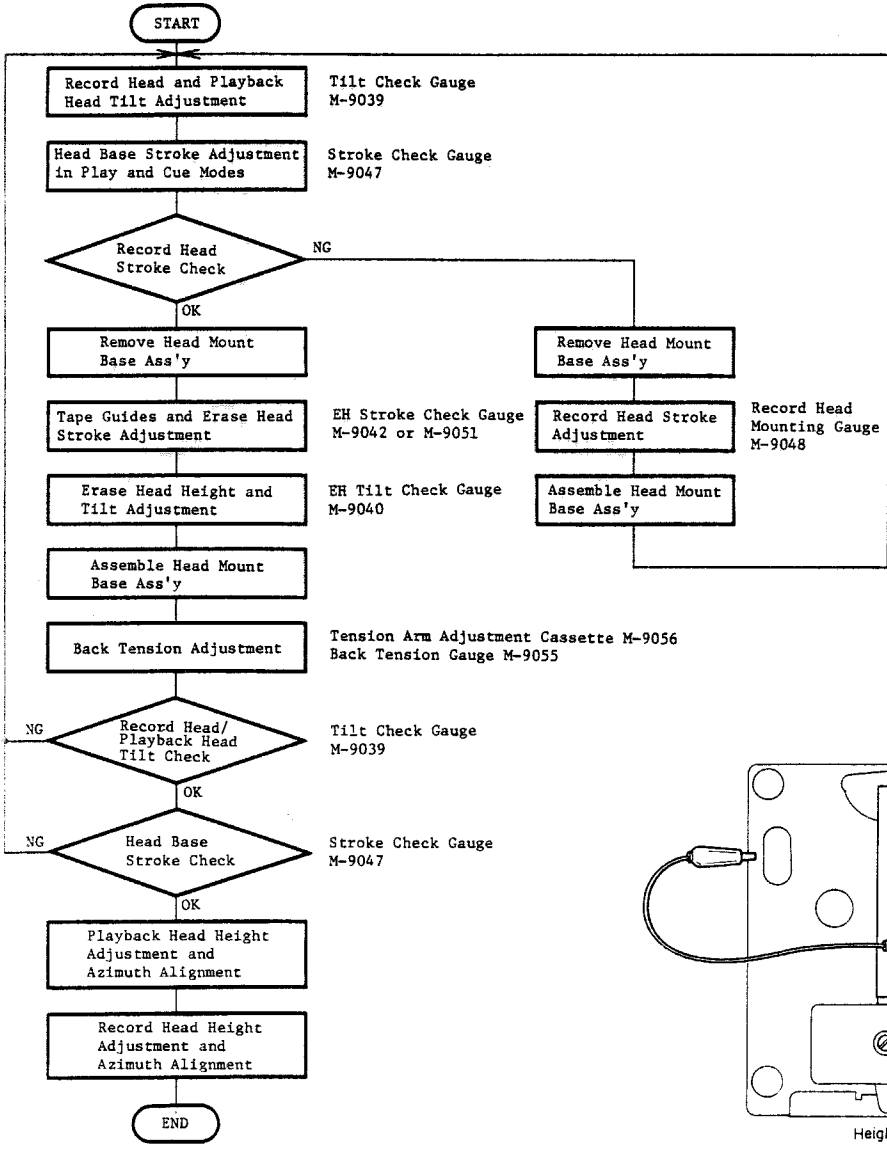 START
Record Head and Playback
Head Tilt Adjustment
Tilt Check Gauge
M-9039
Head Base Stroke Adjustment
in Play and Cue Modes
Stroke Check Gauge
M-9047
Record Head
Stroke Check
NG
OK
Remove Head Mount
Base Ass'y
Tape Guides and Erase Head
Stroke Adjustment
EH Stroke Check Gauge
M-9042 or M-9051
Erase Head Height and
Tilt Adjustment
EH Tilt Check Gauge
M-9040
Assemble Head Mount
Base Ass'y
Remove Head Mount
Base Ass'y
Record Head Stroke
Adjustment
Record Head
Mounting Gauge
M-9048
Assemble Head Mount
Base Ass'y
Back Tension Adjustment
Tension Arm Adjustment Cassette M-9056
Back Tension Gauge M-9055
NG
Record Head/
Playback Head
Tilt Check
Tilt Check Gauge
M-9039
OK
NG
Head Base
Stroke Check
Stroke Check Gauge
M-9047
OK
Playback Head Height
Adjustment and
Azimuth Alignment
Record Head Height
Adjustment and
Azimuth Alignment
END